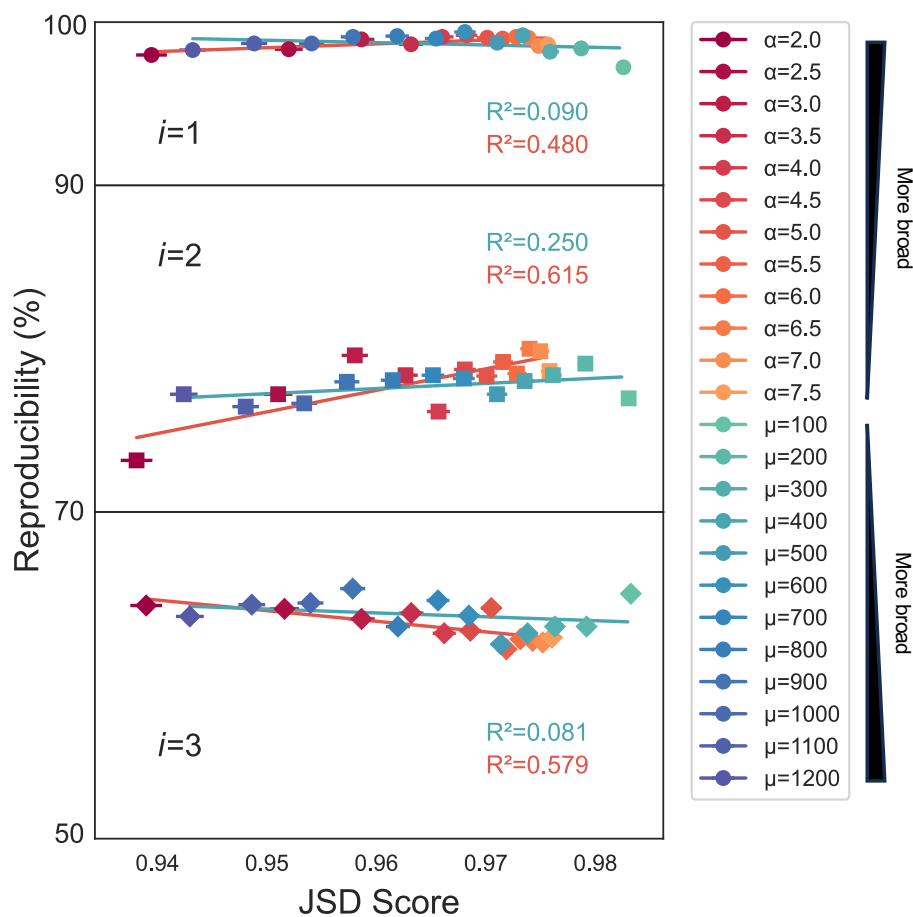 100
90
70
50
Reproducibility (%)
i=1
R²=0.090
R²=0.480
i=2
R²=0.250
R²=0.615
i=3
R²=0.081
R²=0.579
0.94
0.95
0.96
0.97
0.98
JSD Score
α=2.0
α=2.5
α=3.0
α=3.5
α=4.0
α=4.5
α=5.0
α=5.5
α=6.0
α=6.5
α=7.0
α=7.5
μ=100
μ=200
μ=300
μ=400
μ=500
μ=600
μ=700
μ=800
μ=900
μ=1000
μ=1100
μ=1200
More broad
More broad